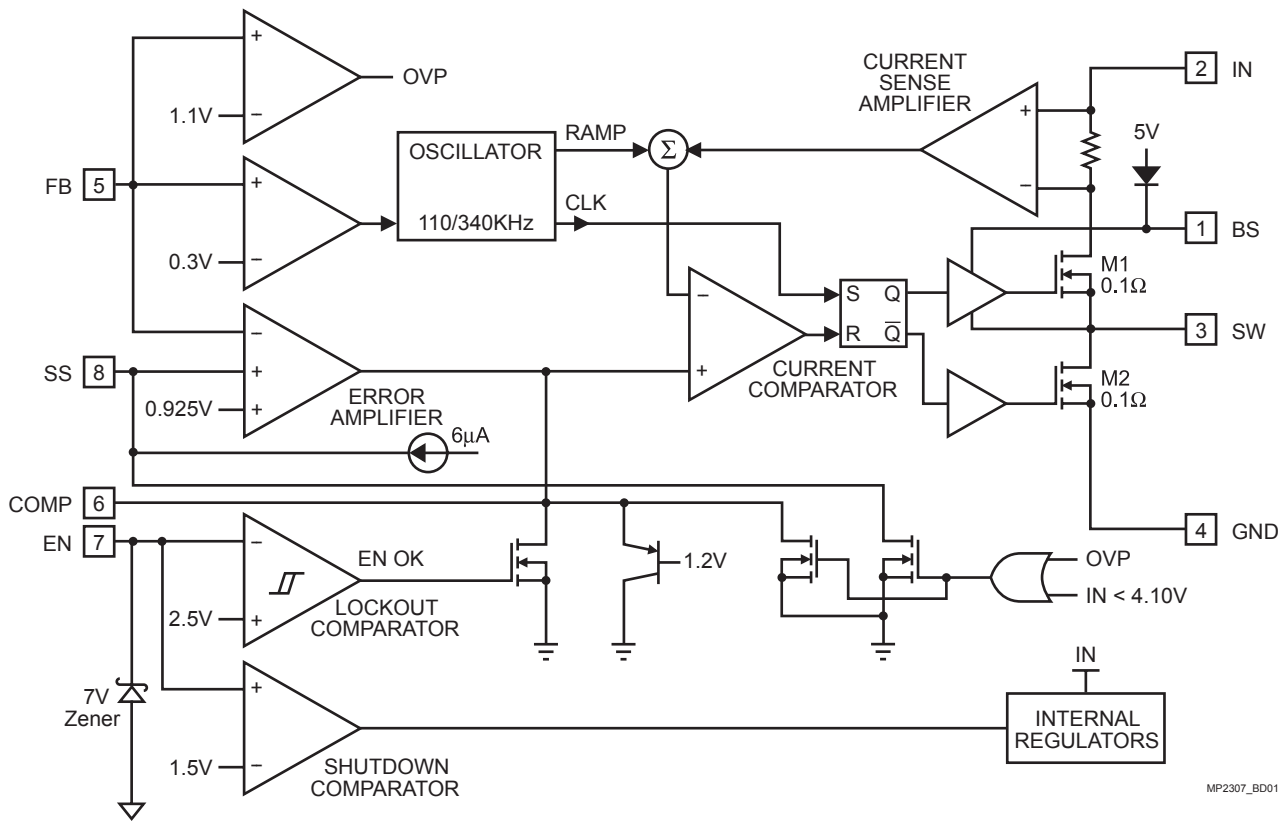 +
OVP
1.1V
–
CURRENT
SENSE
AMPLIFIER
+
–
2 IN
5V
RAMP
Σ
OSCILLATOR
110/340KHz
CLK
FB 5
+
0.3V
–
1 BS
M1
0.1Ω
S Q
R Q̅
–
+
CURRENT
COMPARATOR
3 SW
M2
0.1Ω
SS 8
–
+
0.925V
+
ERROR
AMPLIFIER
6µA
COMP 6
EN 7
–
EN OK
2.5V
+
LOCKOUT
COMPARATOR
1.2V
4 GND
OVP
IN < 4.10V
7V
Zener
+
1.5V
–
SHUTDOWN
COMPARATOR
IN
INTERNAL
REGULATORS
MP2307_BD01